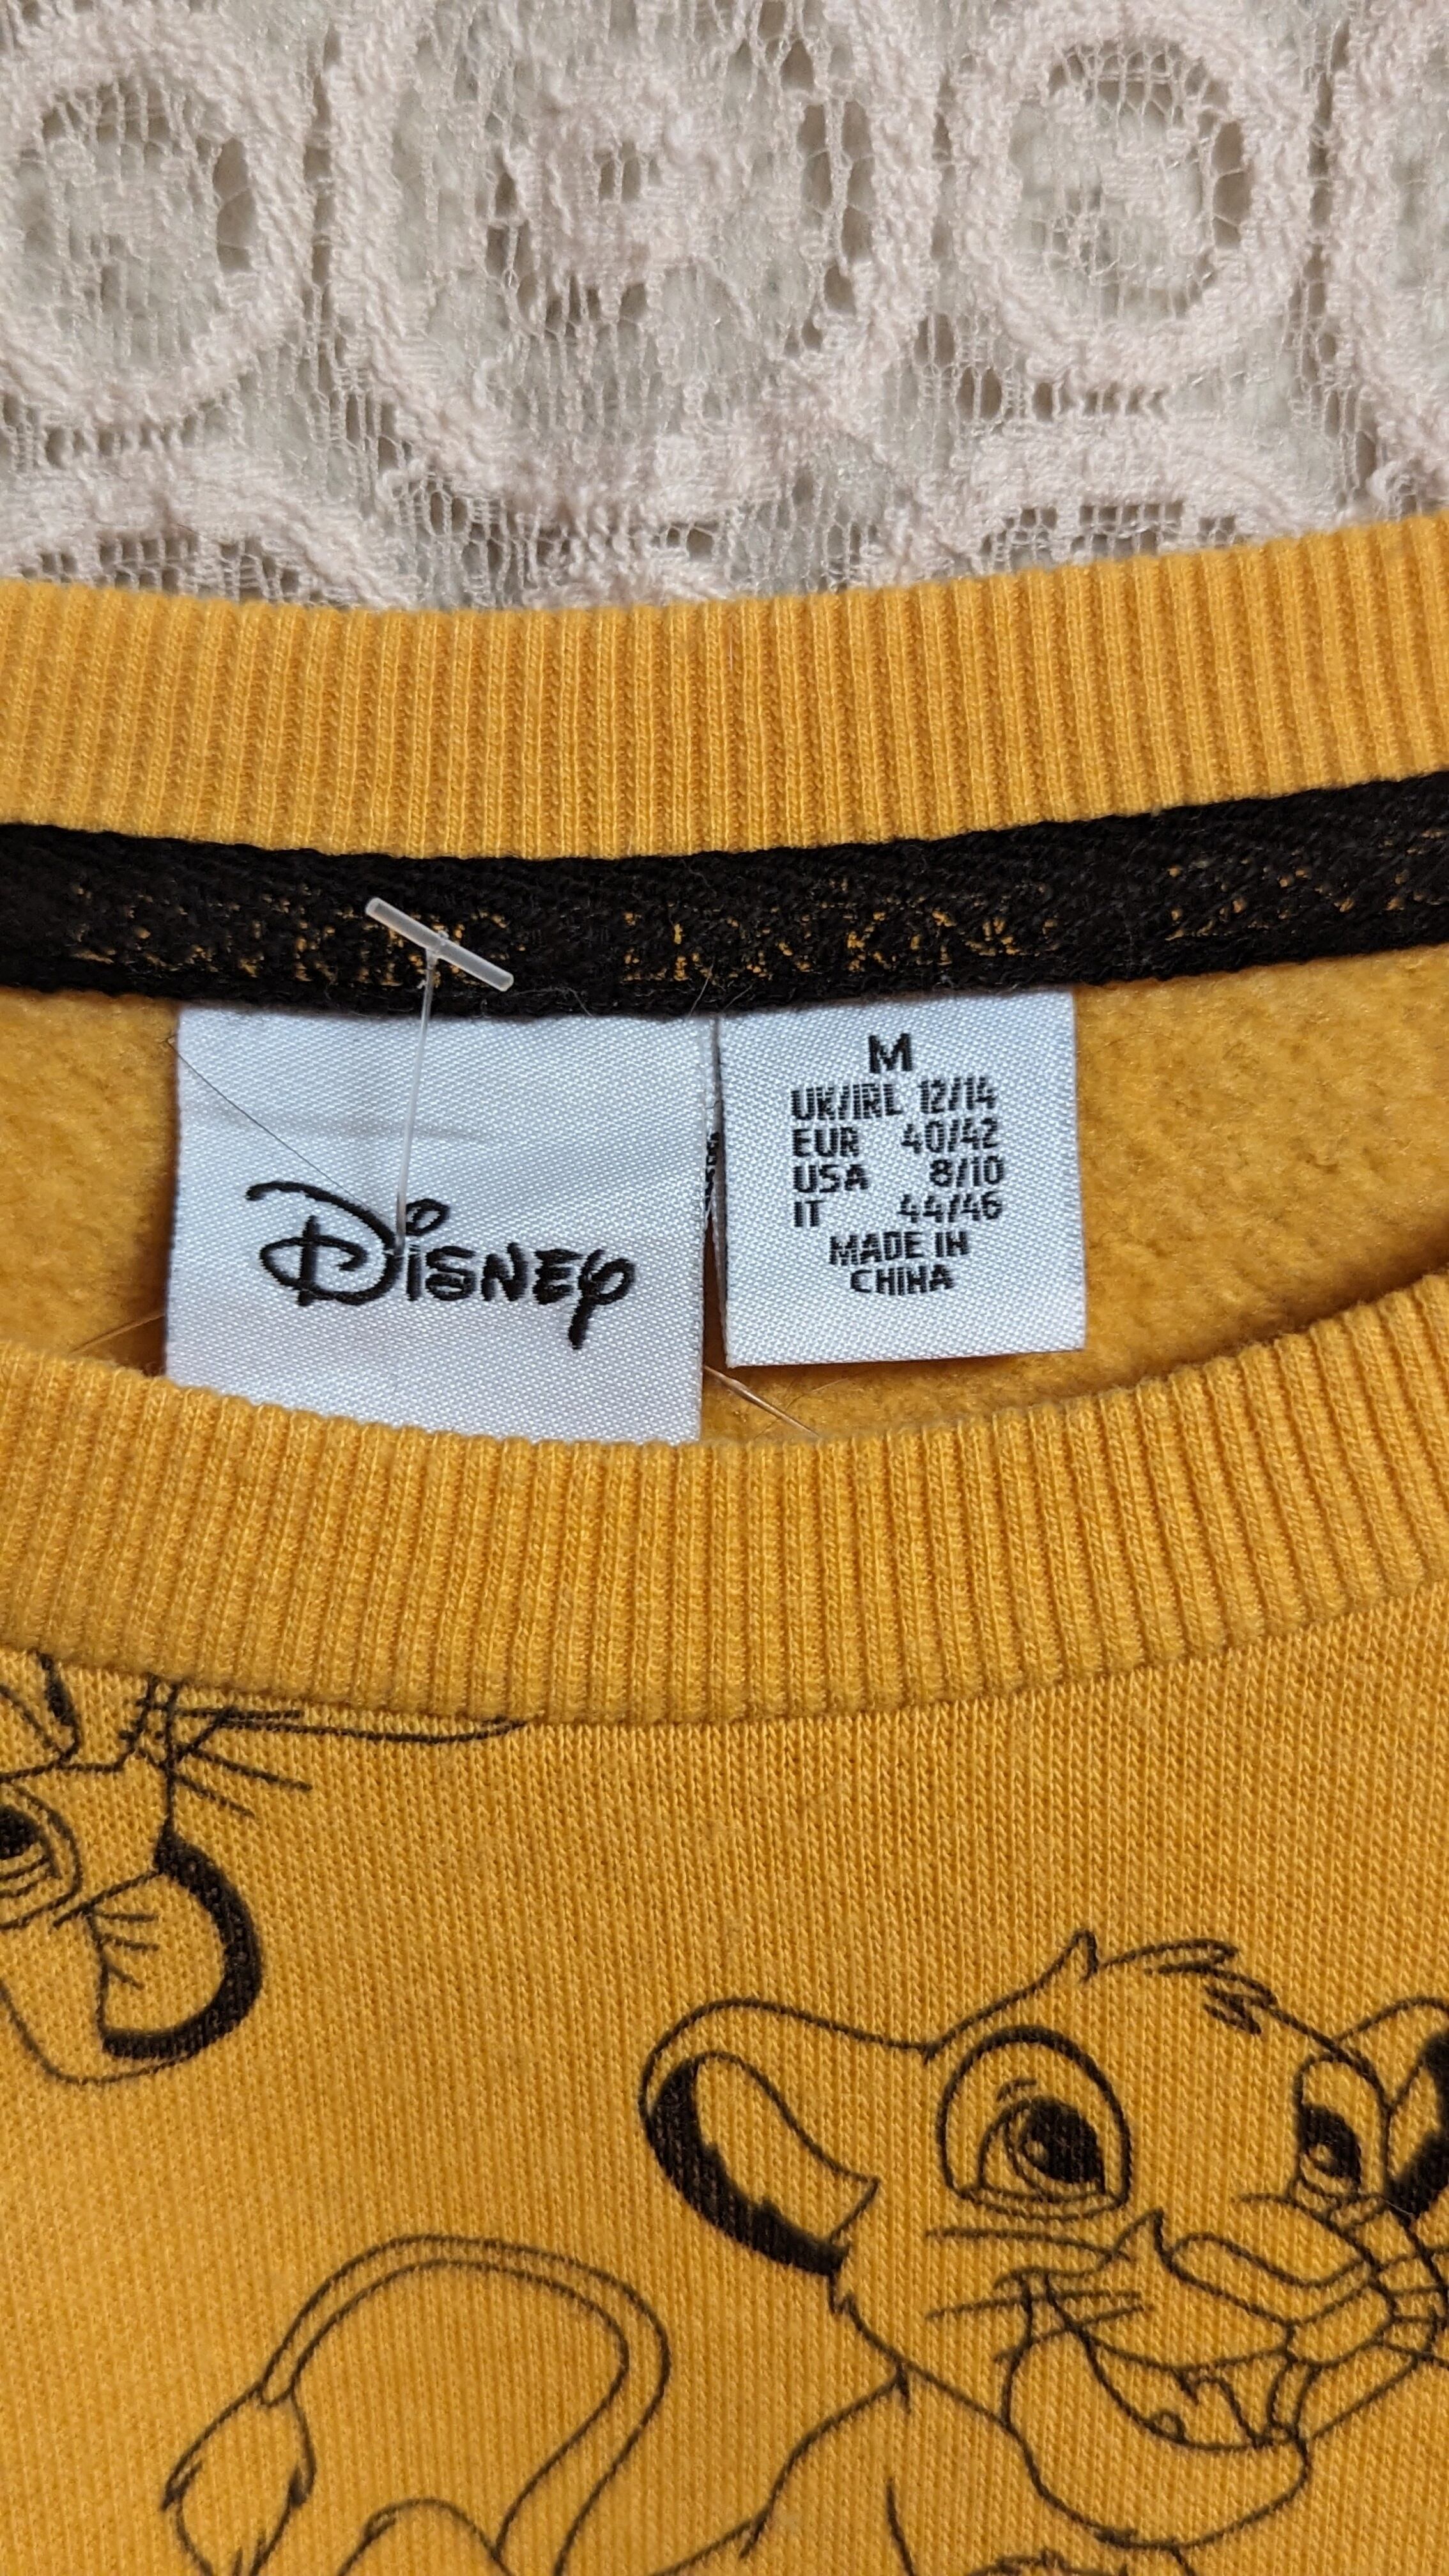 Disney
M
UK/IRL 12/14
EUR 40/42
USA 8/10
IT 44/46
MADE IN
CHINA